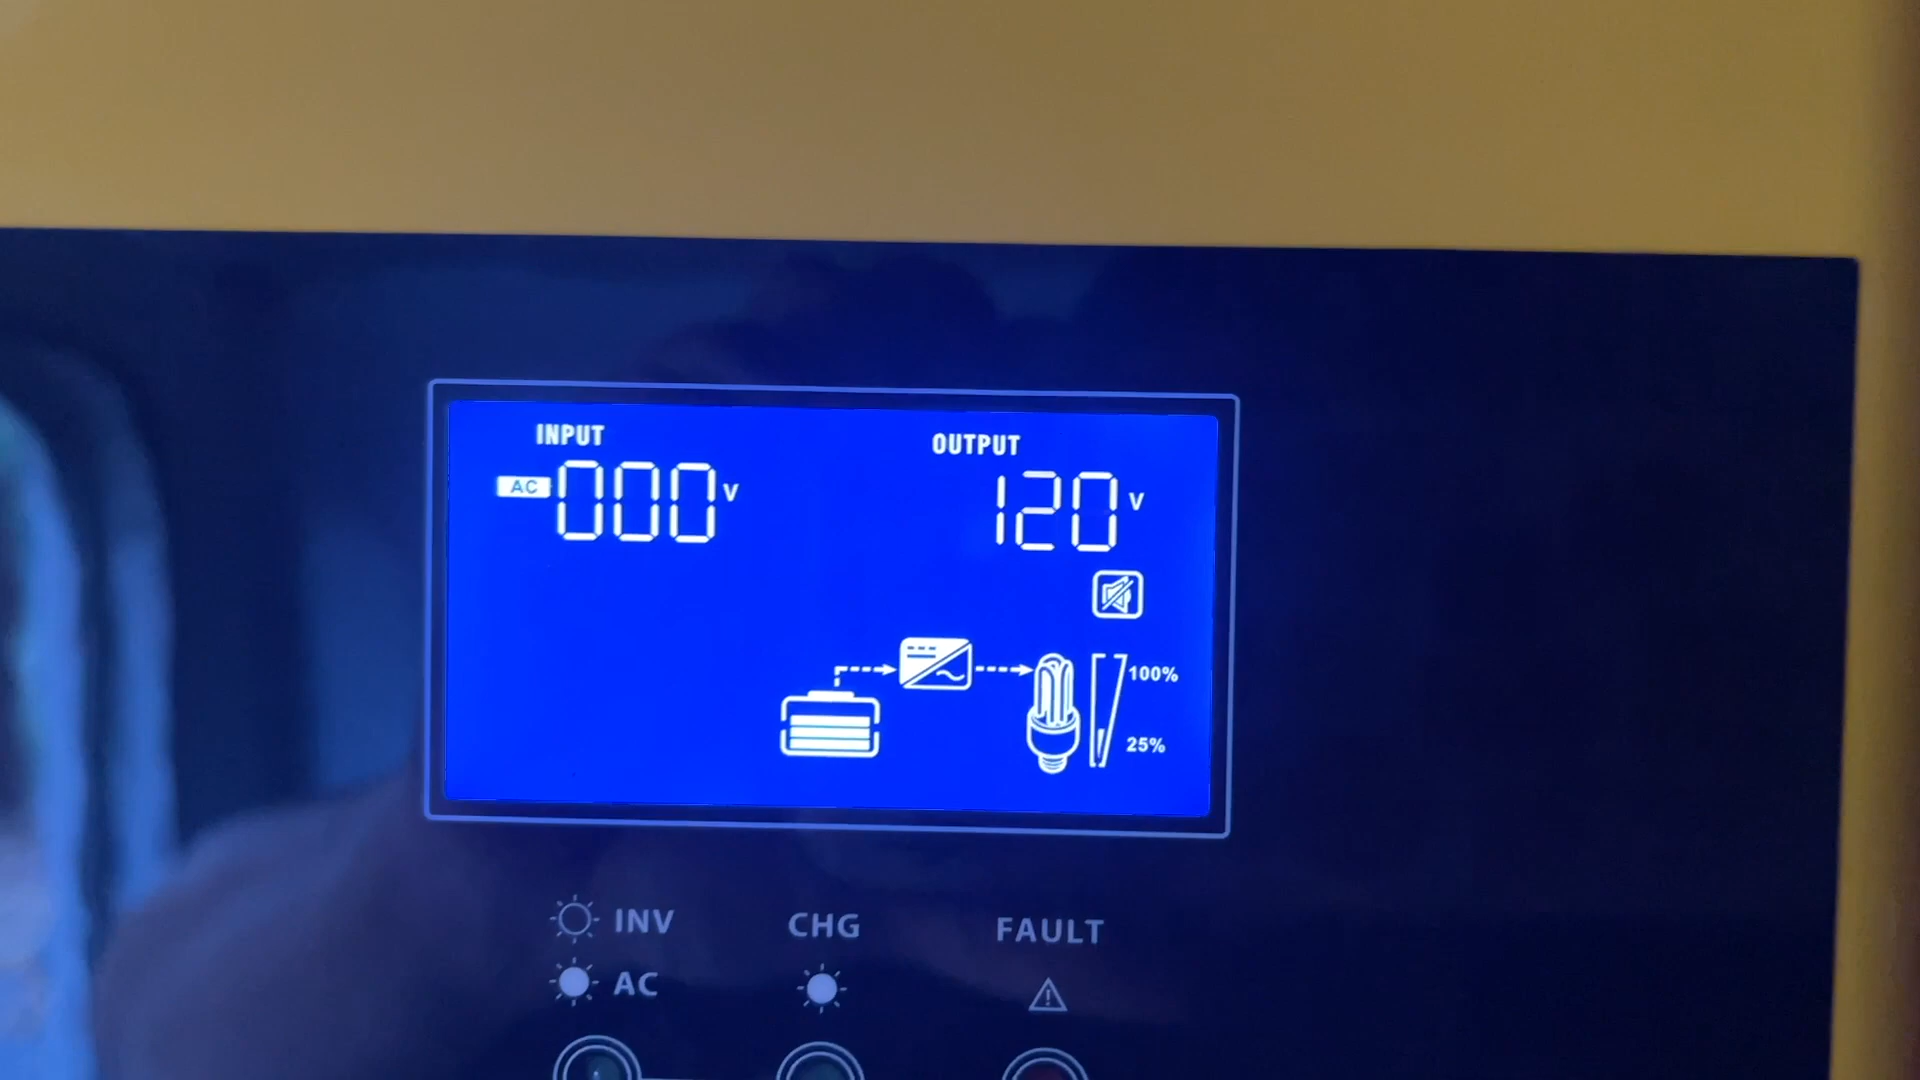 INPUT
OUTPUT
AC 000 V
120 V
100%
25%
INV
CHG
FAULT
AC